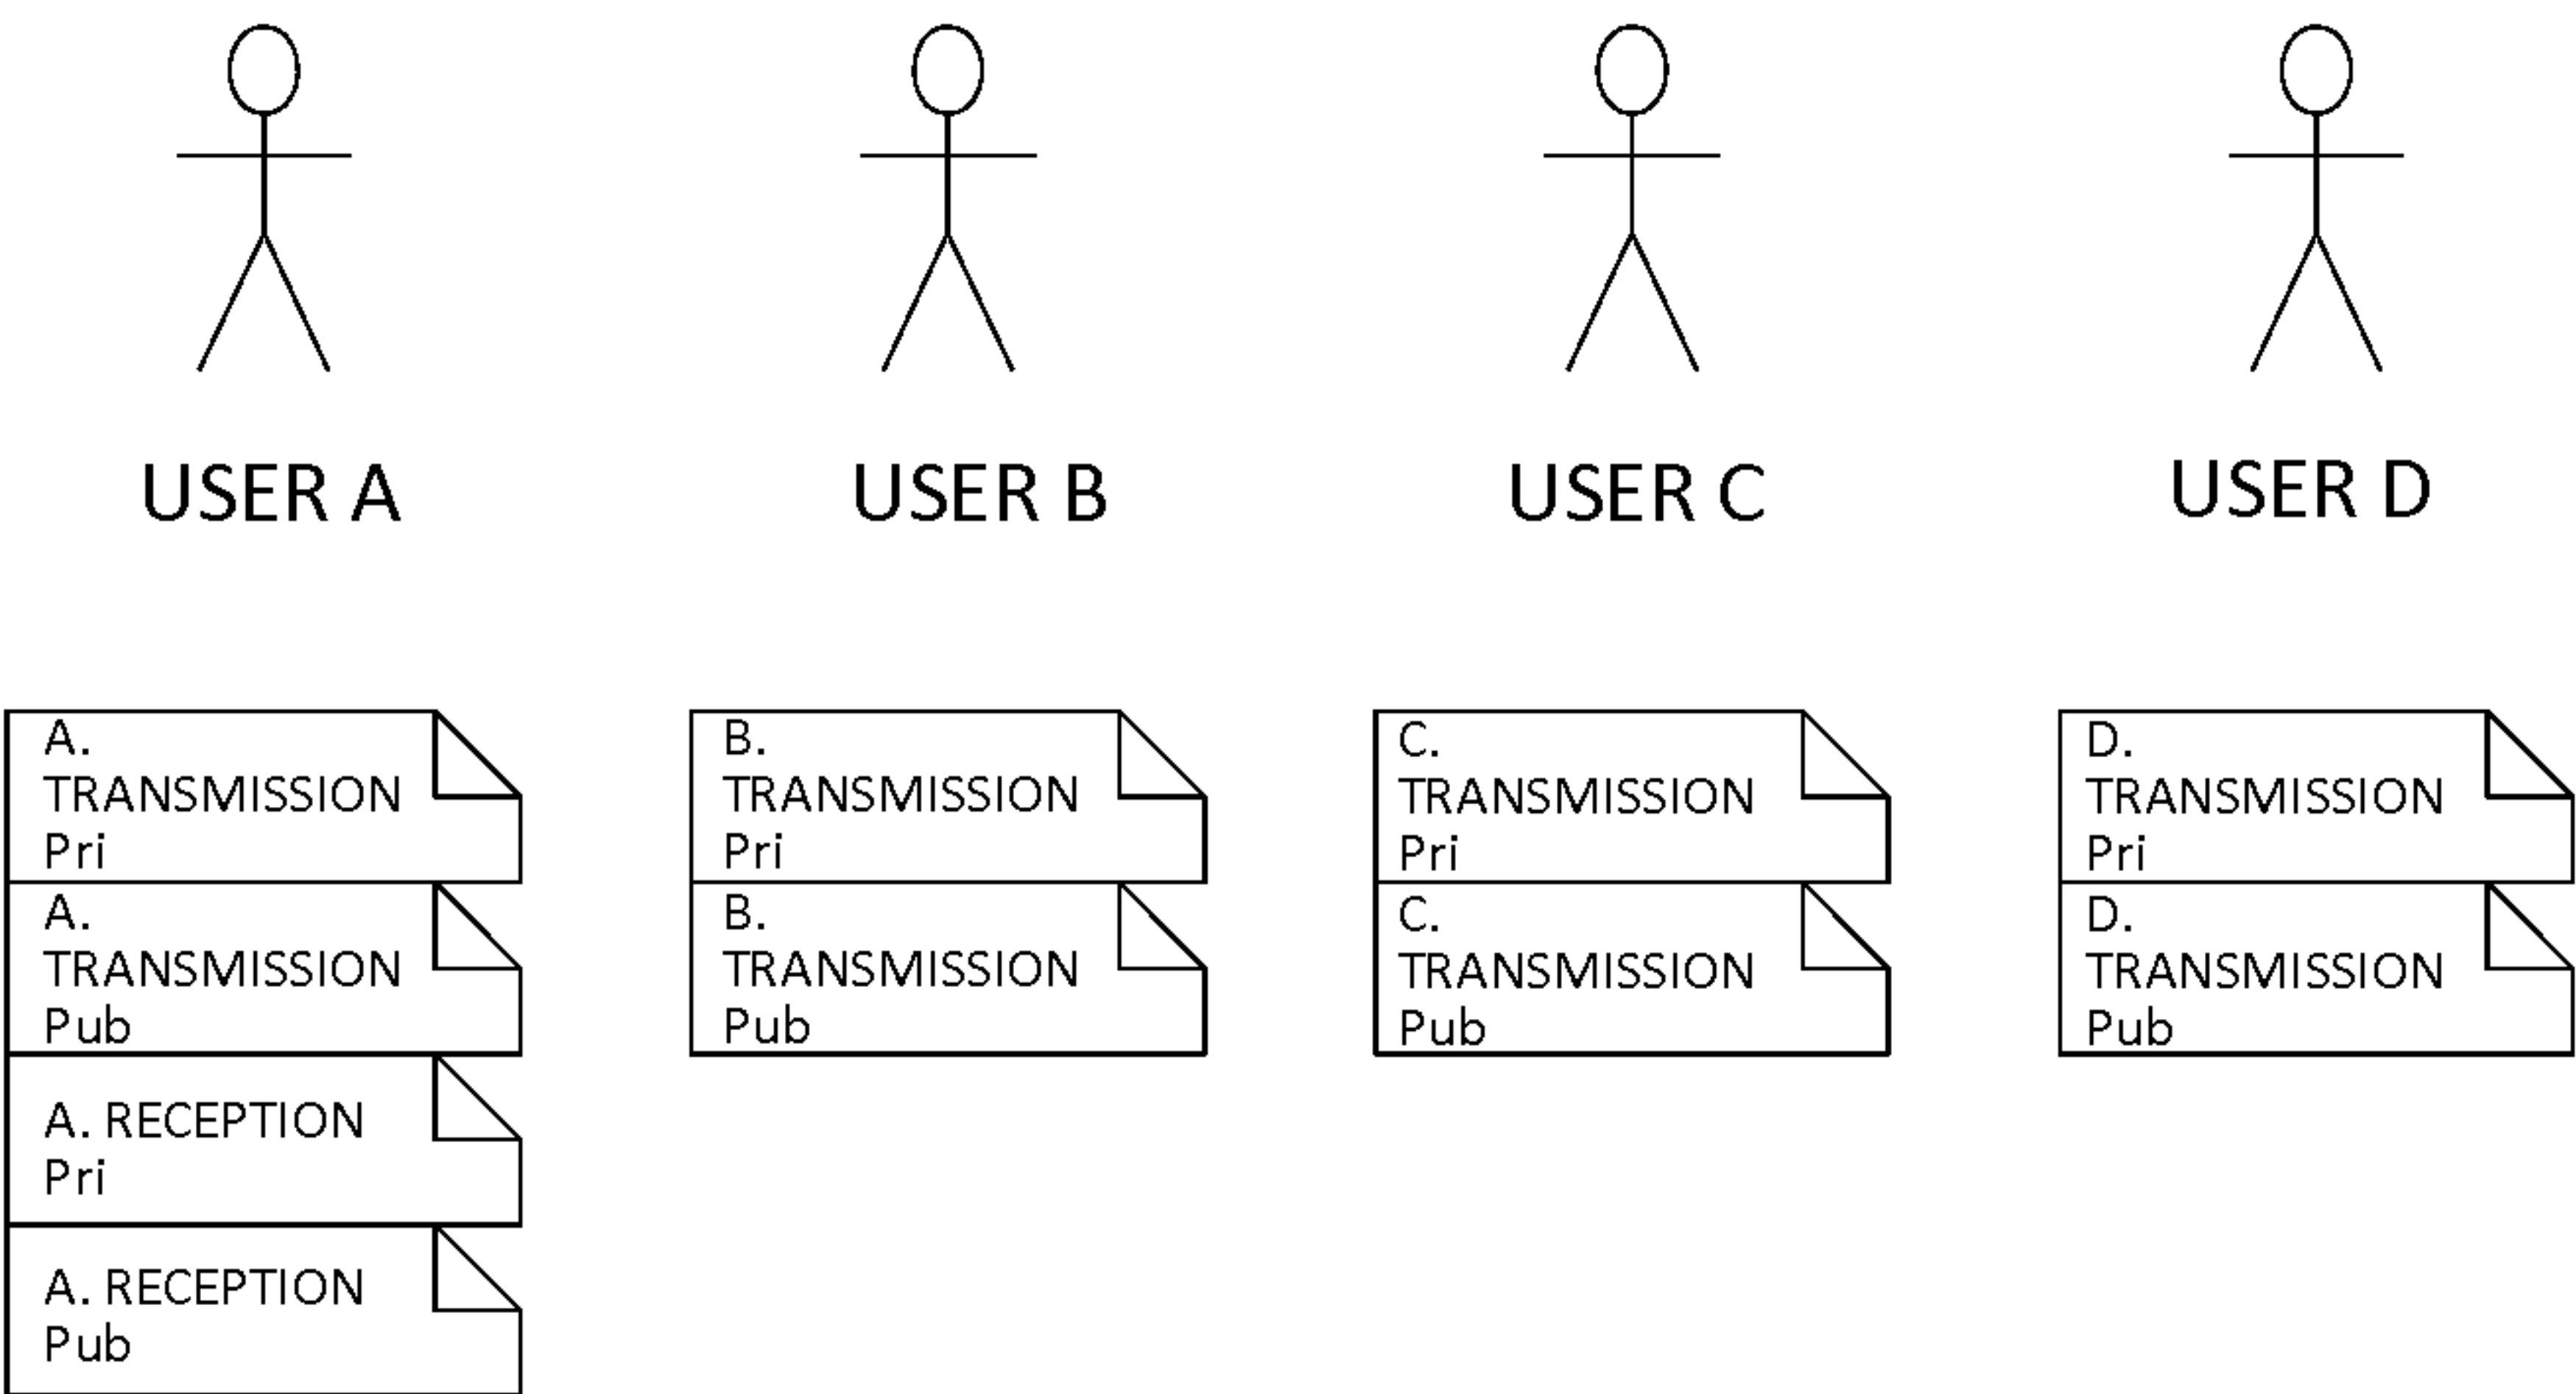 USER A
USER B
USER C
USER D
A.
TRANSMISSION
Pri
A.
TRANSMISSION
Pub
A. RECEPTION
Pri
A. RECEPTION
Pub
B.
TRANSMISSION
Pri
B.
TRANSMISSION
Pub
C.
TRANSMISSION
Pri
C.
TRANSMISSION
Pub
D.
TRANSMISSION
Pri
D.
TRANSMISSION
Pub